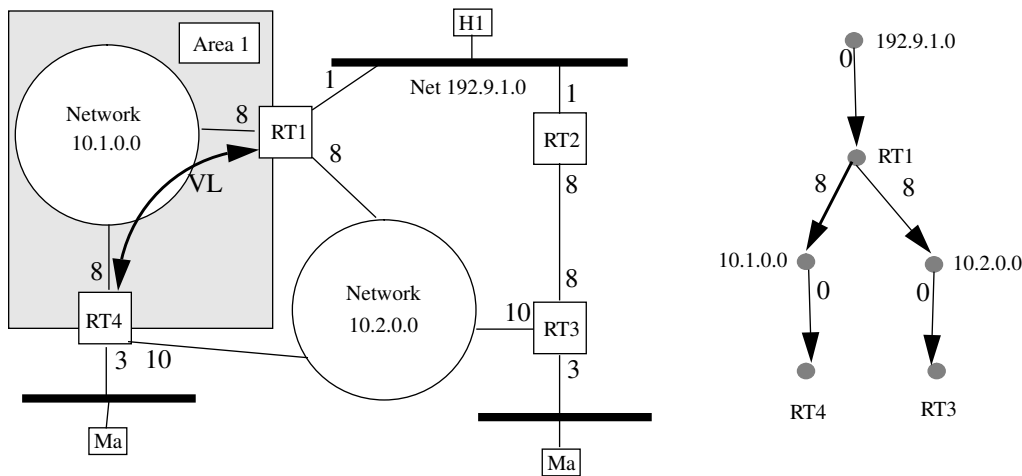 H1
Area 1
192.9.1.0
0
1
Net 192.9.1.0
1
Network
10.1.0.0
8
RT1
RT2
8
RT1
VL
8
8
8
8
8
10.1.0.0
10.2.0.0
Network
10.2.0.0
0
0
RT4
10
RT3
3
10
3
RT4
RT3
Ma
Ma